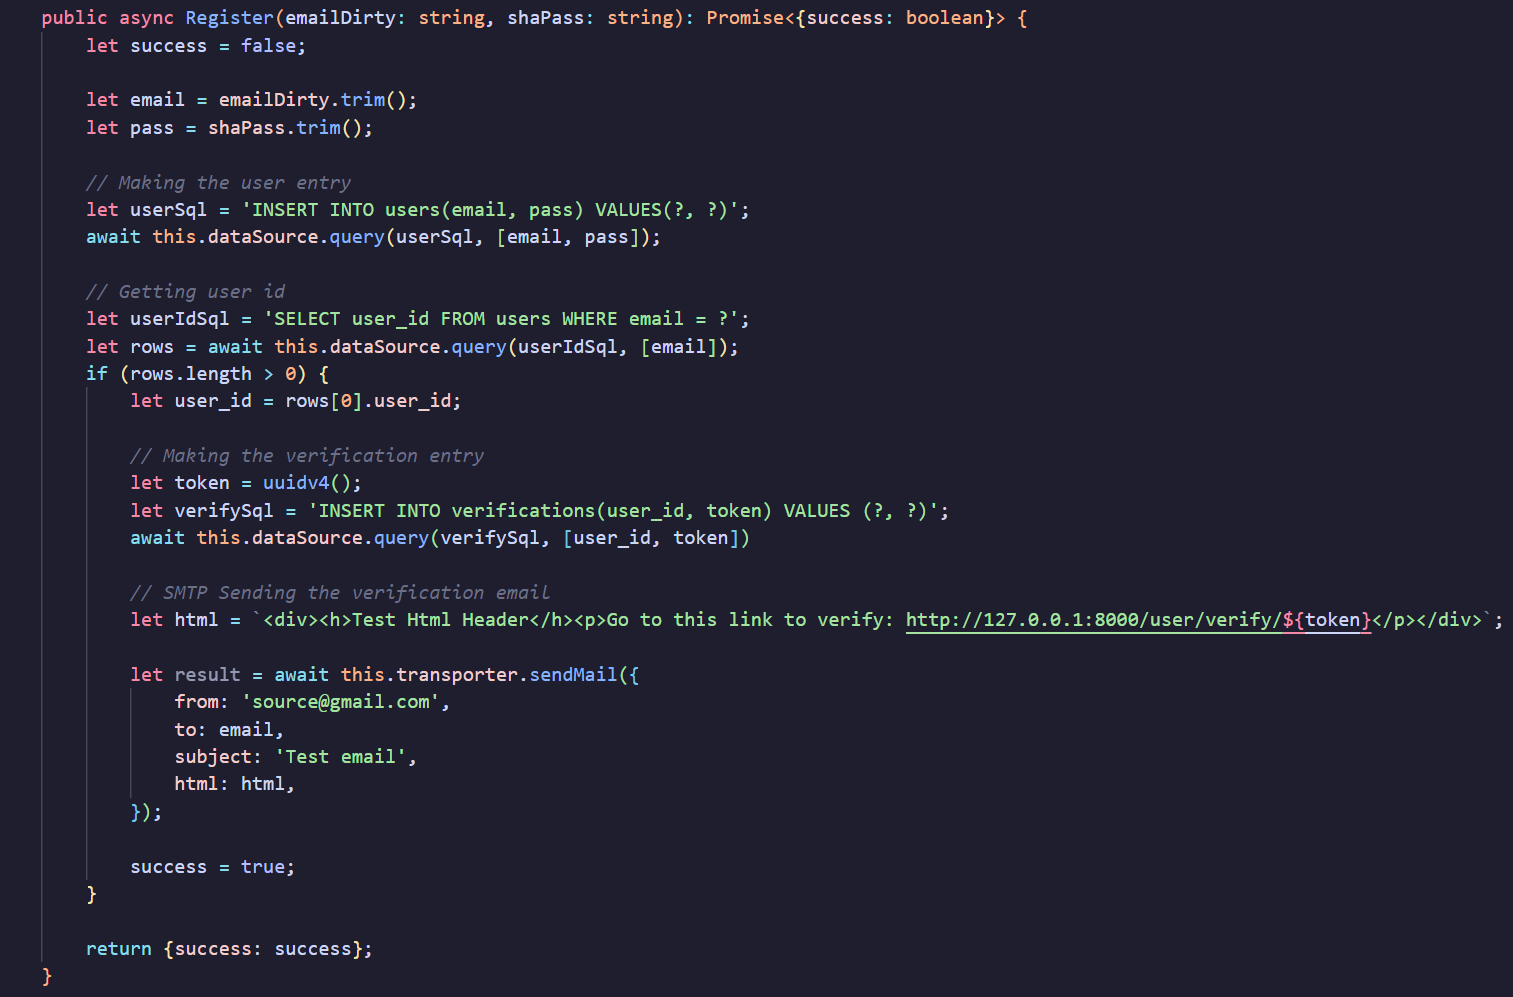 public async Register(emailDirty: string, shaPass: string): Promise<{success: boolean}> {
let success = false;
let email = emailDirty.trim();
let pass = shaPass.trim();
// Making the user entry
let userSql = 'INSERT INTO users(email, pass) VALUES(?, ?)';
await this.dataSource.query(userSql, [email, pass]);
// Getting user id
let userIdSql = 'SELECT user_id FROM users WHERE email = ?';
let rows = await this.dataSource.query(userIdSql, [email]);
if (rows.length > 0) {
let user_id = rows[0].user_id;
// Making the verification entry
let token = uuidv4();
let verifySql = 'INSERT INTO verifications(user_id, token) VALUES (?, ?)';
await this.dataSource.query(verifySql, [user_id, token])
// SMTP Sending the verification email
let html = `<div><h>Test Html Header</h><p>Go to this link to verify: http://127.0.0.1:8000/user/verify/${token}</p></div>`;
let result = await this.transporter.sendMail({
from: 'source@gmail.com',
to: email,
subject: 'Test email',
html: html,
});
success = true;
}
return {success: success};
}